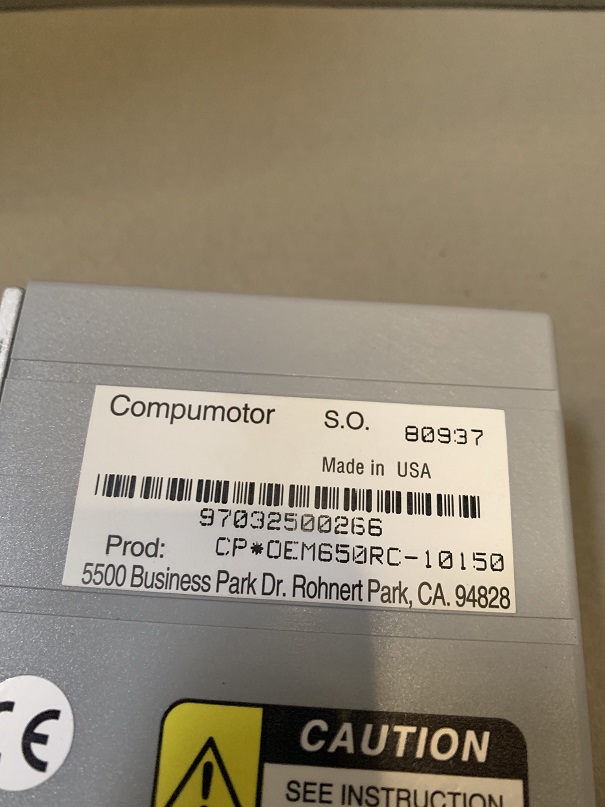 Compumotor S.O. 80937
Made in USA
97032500266
Prod: CP*OEM650RC-10150
5500 Business Park Dr. Rohnert Park, CA. 94828
CE
CAUTION
SEE INSTRUCTION